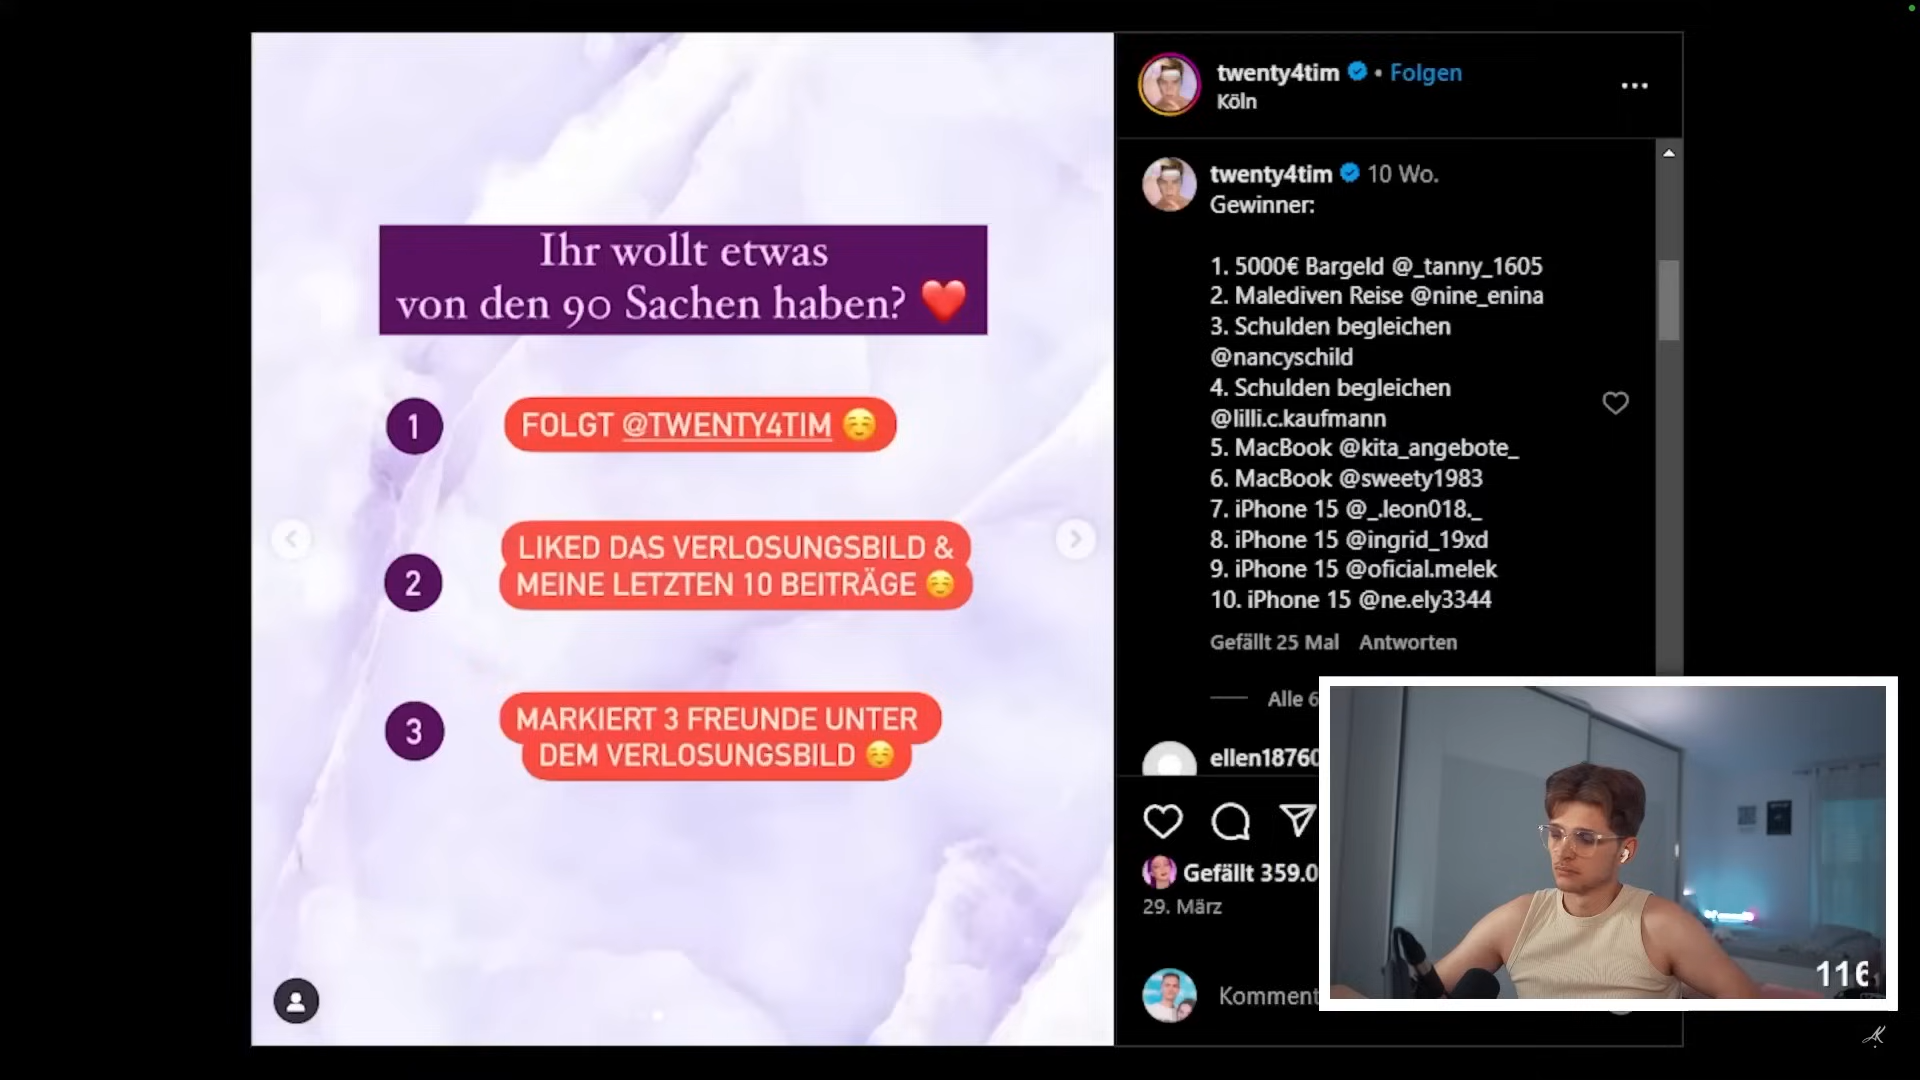 Ihr wollt etwas
von den 90 Sachen haben? ❤️
1
FOLGT @TWENTY4TIM ☺️
2
LIKED DAS VERLOSUNGSBILD &
MEINE LETZTEN 10 BEITRÄGE ☺️
3
MARKIERT 3 FREUNDE UNTER
DEM VERLOSUNGSBILD ☺️
twenty4tim • Folgen
Köln
twenty4tim 10 Wo.
Gewinner:
1. 5000€ Bargeld @_tanny_1605
2. Malediven Reise @nine_enina
3. Schulden begleichen
@nancyschild
4. Schulden begleichen
@lilli.c.kaufmann
5. MacBook @kita_angebote_
6. MacBook @sweety1983
7. iPhone 15 @_.leon018._
8. iPhone 15 @ingrid_19xd
9. iPhone 15 @oficial.melek
10. iPhone 15 @ne.ely3344
Gefällt 25 Mal Antworten
Alle 6
ellen18760
Gefällt 359.0
29. März
Komment
116